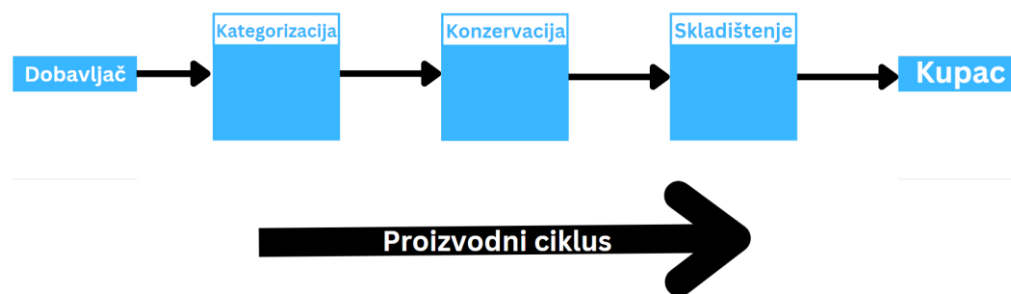 Kategorizacija
Konzervacija
Skladištenje
Dobavljač
Kupac
Proizvodni ciklus